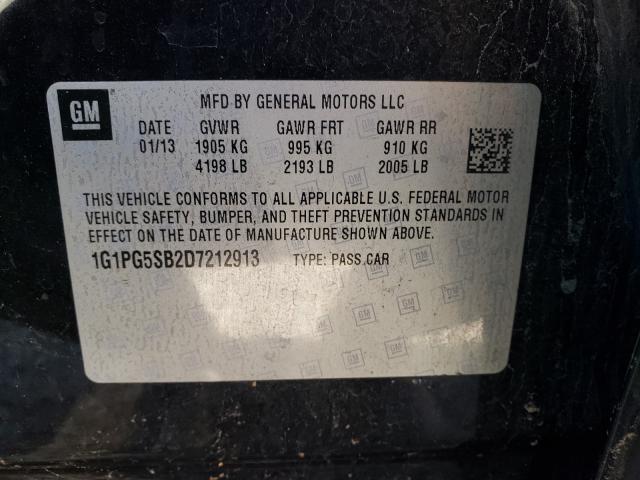 GM
MFD BY GENERAL MOTORS LLC
DATE GVWR GAWR FRT GAWR RR
01/13 1905 KG 995 KG 910 KG
4198 LB 2193 LB 2005 LB
THIS VEHICLE CONFORMS TO ALL APPLICABLE U.S. FEDERAL MOTOR
VEHICLE SAFETY, BUMPER, AND THEFT PREVENTION STANDARDS IN
EFFECT ON THE DATE OF MANUFACTURE SHOWN ABOVE.
1G1PG5SB2D7212913 TYPE: PASS CAR